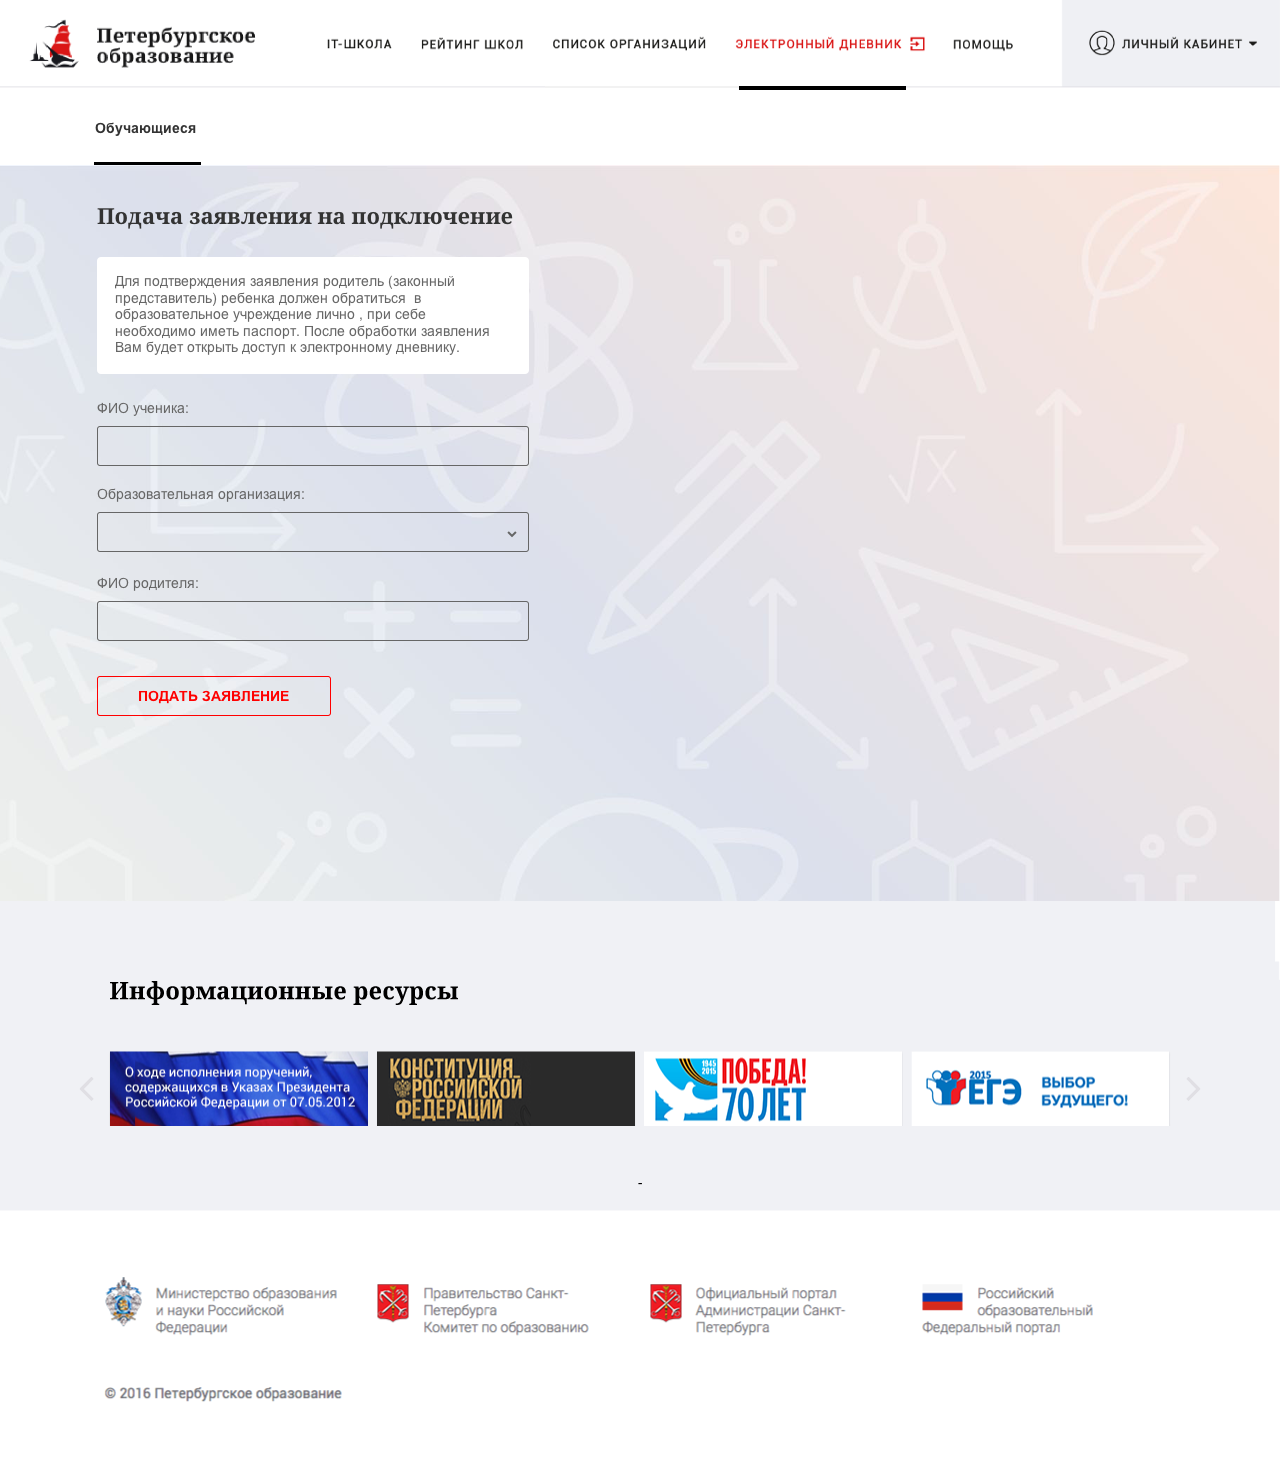 Петербургское
образование
IT-ШКОЛА РЕЙТИНГ ШКОЛ СПИСОК ОРГАНИЗАЦИЙ ЭЛЕКТРОННЫЙ ДНЕВНИК ПОМОЩЬ ЛИЧНЫЙ КАБИНЕТ
Обучающиеся
Подача заявления на подключение
Для подтверждения заявления родитель (законный
представитель) ребенка должен обратиться в
образовательное учреждение лично , при себе
необходимо иметь паспорт. После обработки заявления
Вам будет открыть доступ к электронному дневнику.
ФИО ученика:
Образовательная организация:
ФИО родителя:
ПОДАТЬ ЗАЯВЛЕНИЕ
Информационные ресурсы
О ходе исполнения поручений,
содержащихся в Указах Президента
Российской Федерации от 07.05.2012
КОНСТИТУЦИЯ
РОССИЙСКОЙ
ФЕДЕРАЦИИ
1945
2015
ПОБЕДА!
70 ЛЕТ
2015
ЕГЭ
ВЫБОР
БУДУЩЕГО!
-
Министерство образования
и науки Российской
Федерации
Правительство Санкт-
Петербурга
Комитет по образованию
Официальный портал
Администрации Санкт-
Петербурга
Российский
образовательный
Федеральный портал
© 2016 Петербургское образование